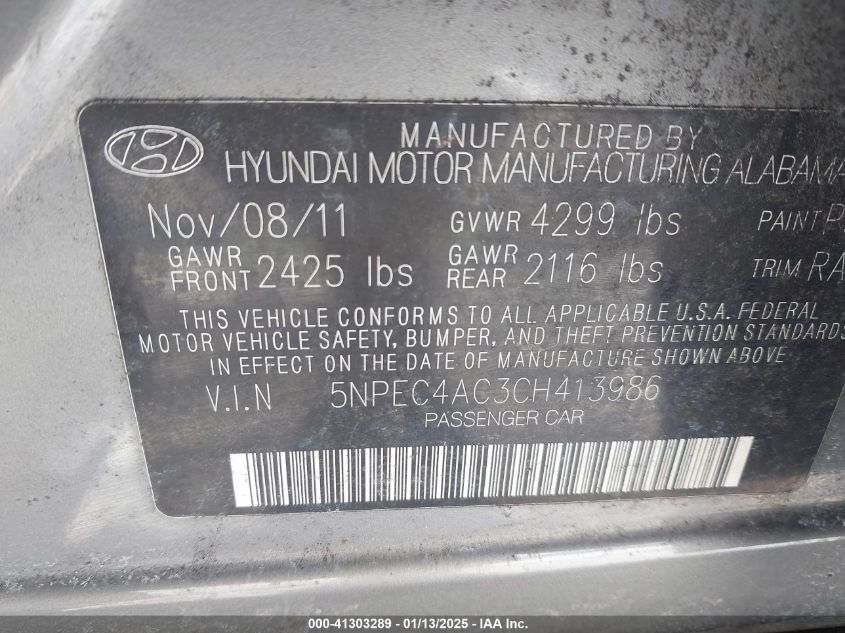 MANUFACTURED BY
HYUNDAI MOTOR MANUFACTURING ALABAMA
Nov/08/11 GVWR 4299 lbs PAINT
GAWR FRONT 2425 lbs GAWR REAR 2116 lbs TRIM RA
THIS VEHICLE CONFORMS TO ALL APPLICABLE U.S.A. FEDERAL
MOTOR VEHICLE SAFETY, BUMPER, AND THEFT PREVENTION STANDARDS
IN EFFECT ON THE DATE OF MANUFACTURE SHOWN ABOVE
V.I.N 5NPEC4AC3CH413986
PASSENGER CAR
000-41303289 - 01/13/2025 - IAA Inc.